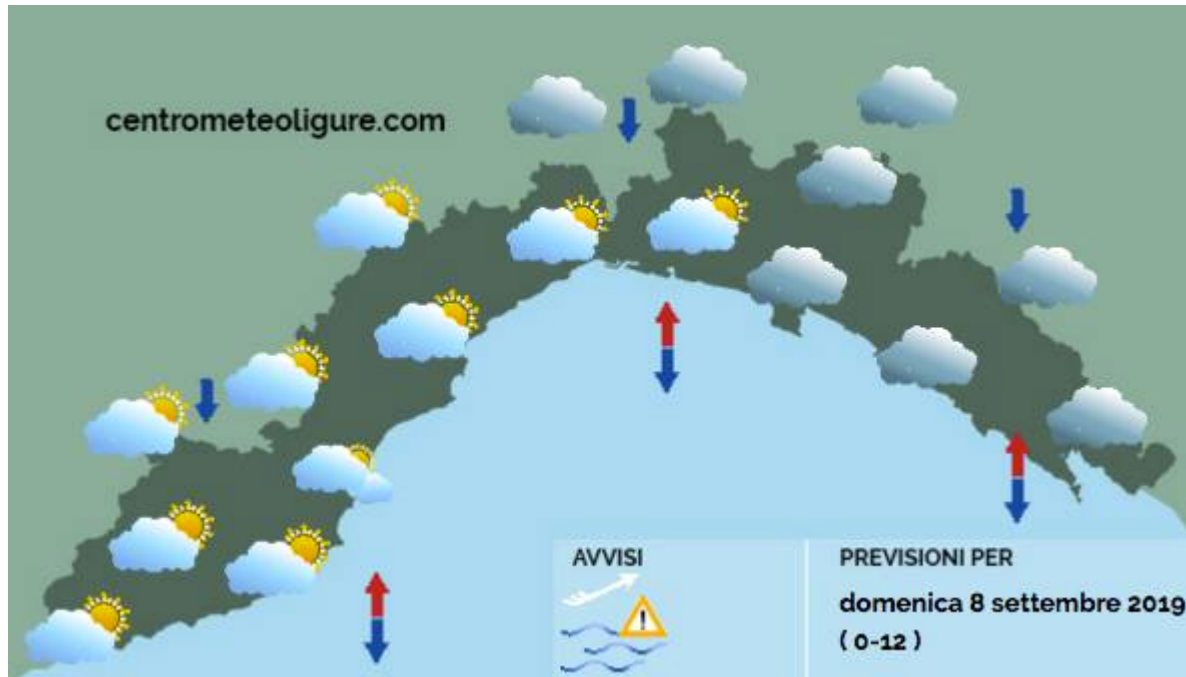 centrometeoligure.com
AVVISI
PREVISIONI PER
domenica 8 settembre 2019
( 0-12 )